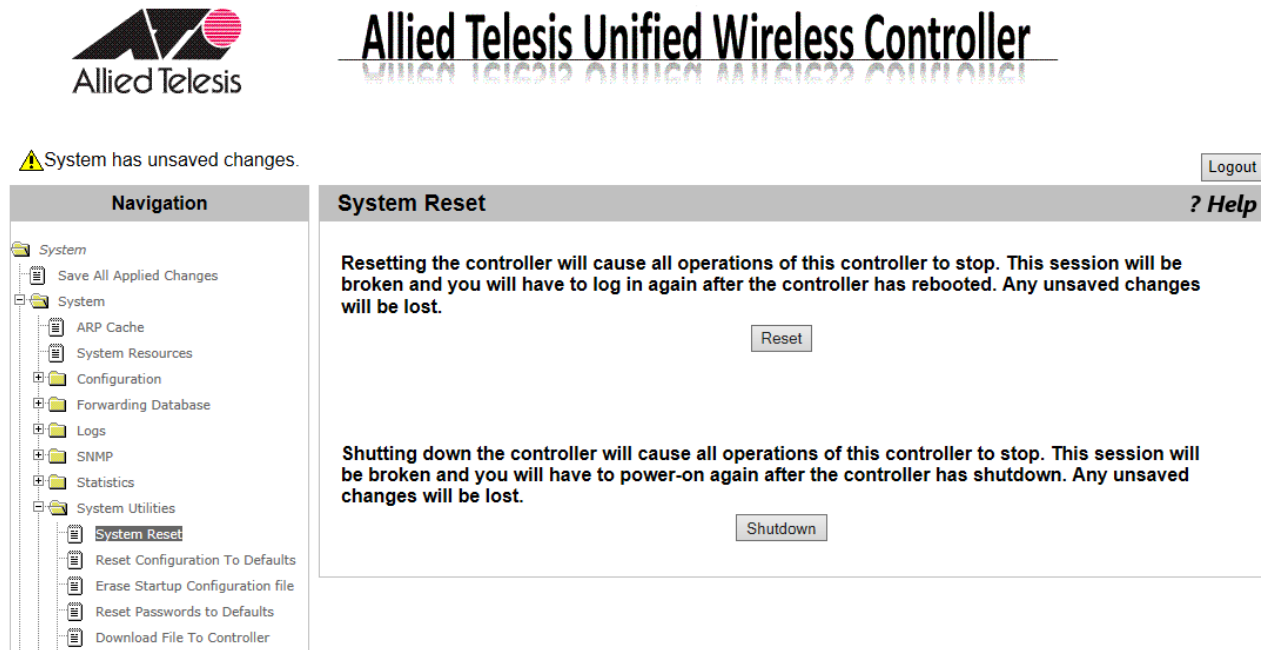 Allied Telesis
Allied Telesis Unified Wireless Controller
System has unsaved changes.
Logout
Navigation
System
Save All Applied Changes
System
ARP Cache
System Resources
Configuration
Forwarding Database
Logs
SNMP
Statistics
System Utilities
System Reset
Reset Configuration To Defaults
Erase Startup Configuration file
Reset Passwords to Defaults
Download File To Controller
System Reset
? Help
Resetting the controller will cause all operations of this controller to stop. This session will be
broken and you will have to log in again after the controller has rebooted. Any unsaved changes
will be lost.
Reset
Shutting down the controller will cause all operations of this controller to stop. This session will
be broken and you will have to power-on again after the controller has shutdown. Any unsaved
changes will be lost.
Shutdown